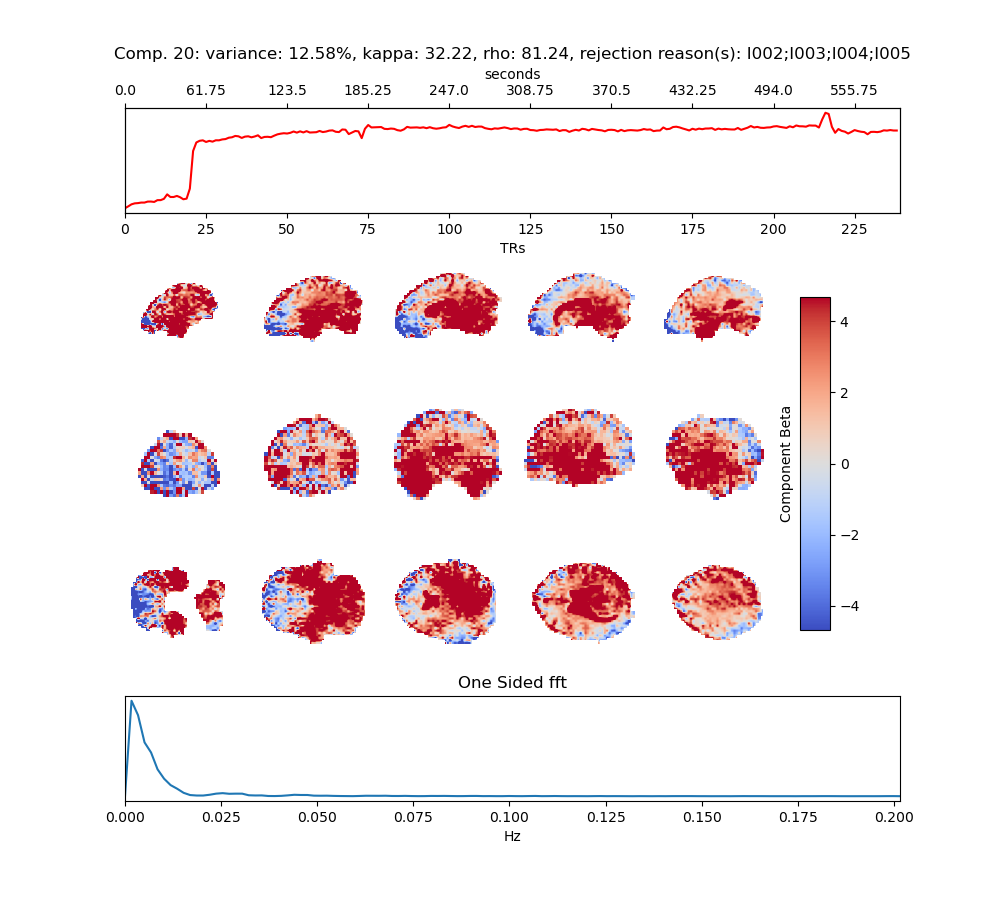 Comp. 20: variance: 12.58%, kappa: 32.22, rho: 81.24, rejection reason(s): I002;I003;I004;I005
seconds
0.0 61.75 123.5 185.25 247.0 308.75 370.5 432.25 494.0 555.75
0 25 50 75 100 125 150 175 200 225
TRs
4
2
0
−2
−4
Component Beta
One Sided fft
0.000 0.025 0.050 0.075 0.100 0.125 0.150 0.175 0.200
Hz